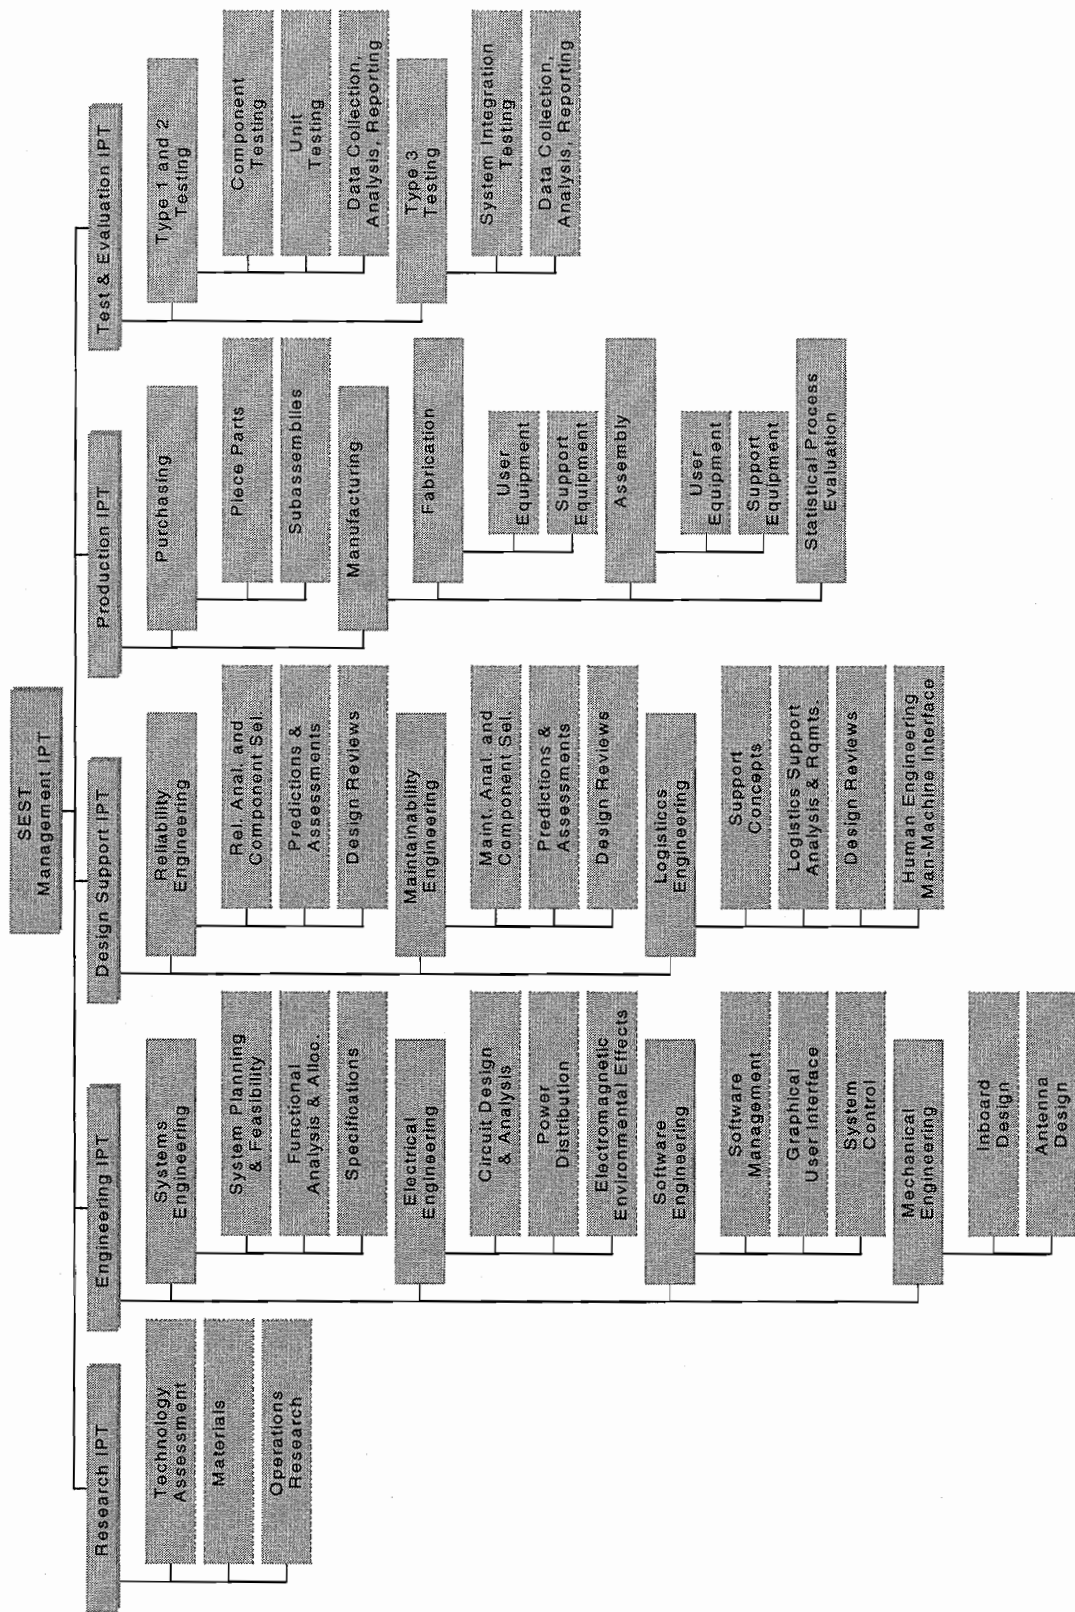 SEST
Management IPT
Research IPT
Technology
Assessment
Materials
Operations
Research
Engineering IPT
Systems
Engineering
System Planning
& Feasibility
Functional
Analysis & Alloc.
Specifications
Electrical
Engineering
Circuit Design
& Analysis
Power
Distribution
Electromagnetic
Environmental Effects
Software
Engineering
Software
Management
Graphical
User Interface
System
Control
Mechanical
Engineering
Inboard
Design
Antenna
Design
Design Support IPT
Reliability
Engineering
Rel. Anal. and
Component Sel.
Predictions &
Assessments
Design Reviews
Maintainability
Engineering
Maint. Anal. and
Component Sel.
Predictions &
Assessments
Design Reviews
Logistics
Engineering
Support
Concepts
Logistics Support
Analysis & Rqmts.
Design Reviews
Human Engineering
Man-Machine Interface
Production IPT
Purchasing
Piece Parts
Subassemblies
Manufacturing
Fabrication
User
Equipment
Support
Equipment
Assembly
User
Equipment
Support
Equipment
Statistical Process
Evaluation
Test & Evaluation IPT
Type 1 and 2
Testing
Component
Testing
Unit
Testing
Data Collection,
Analysis, Reporting
Type 3
Testing
System Integration
Testing
Data Collection,
Analysis, Reporting